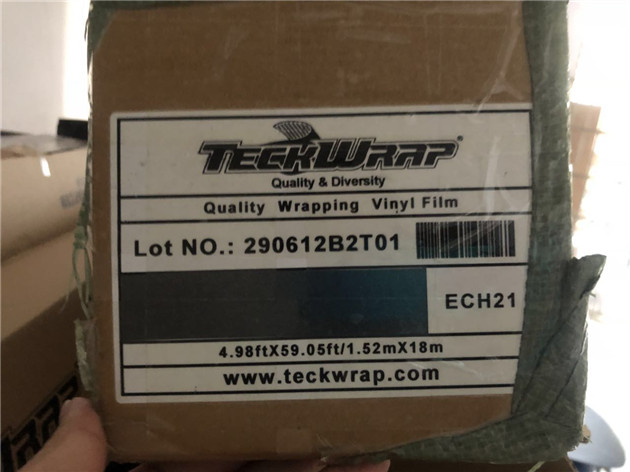 TECKWRAP®
Quality & Diversity
Quality Wrapping Vinyl Film
Lot NO.: 290612B2T01
ECH21
4.98ftX59.05ft/1.52mX18m
www.teckwrap.com